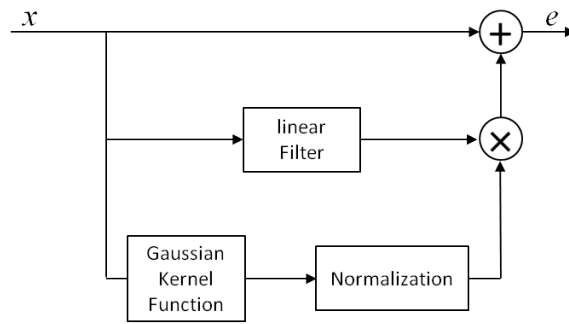 x
e
+
linear
Filter
×
Gaussian
Kernel
Function
Normalization